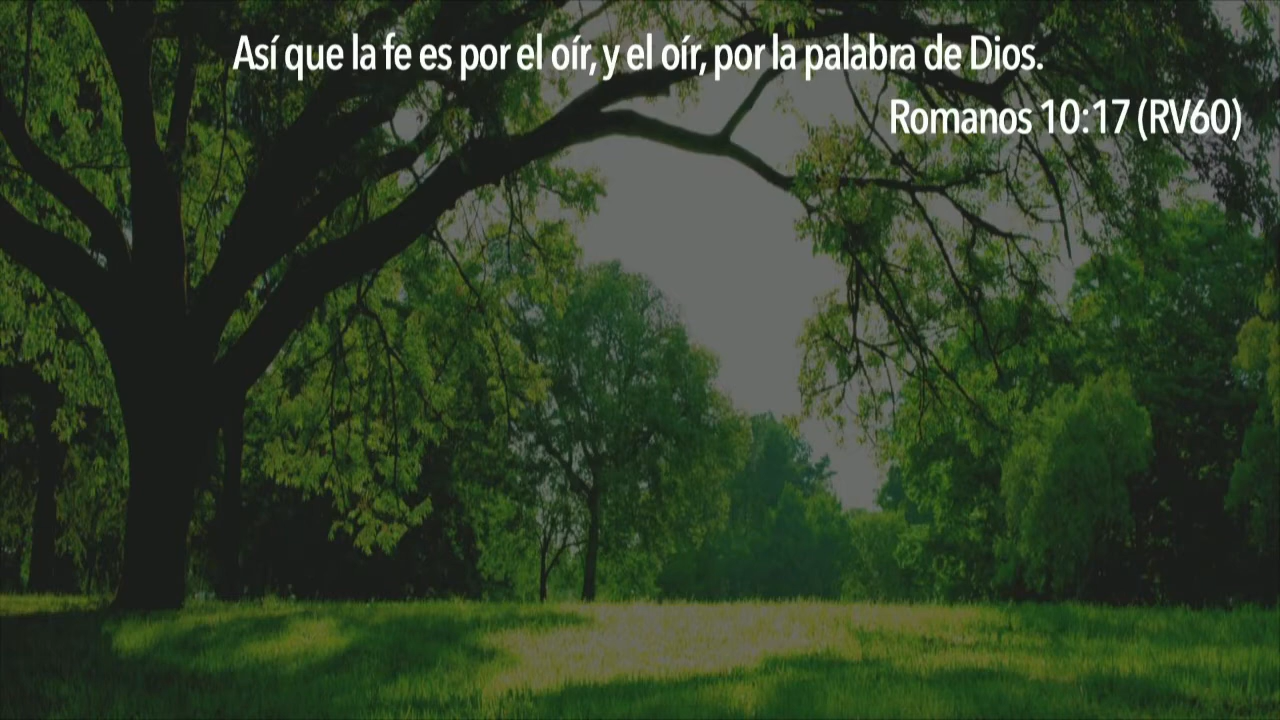 Así que la fe es por el oír, y el oír, por la palabra de Dios.
Romanos 10:17 (RV60)